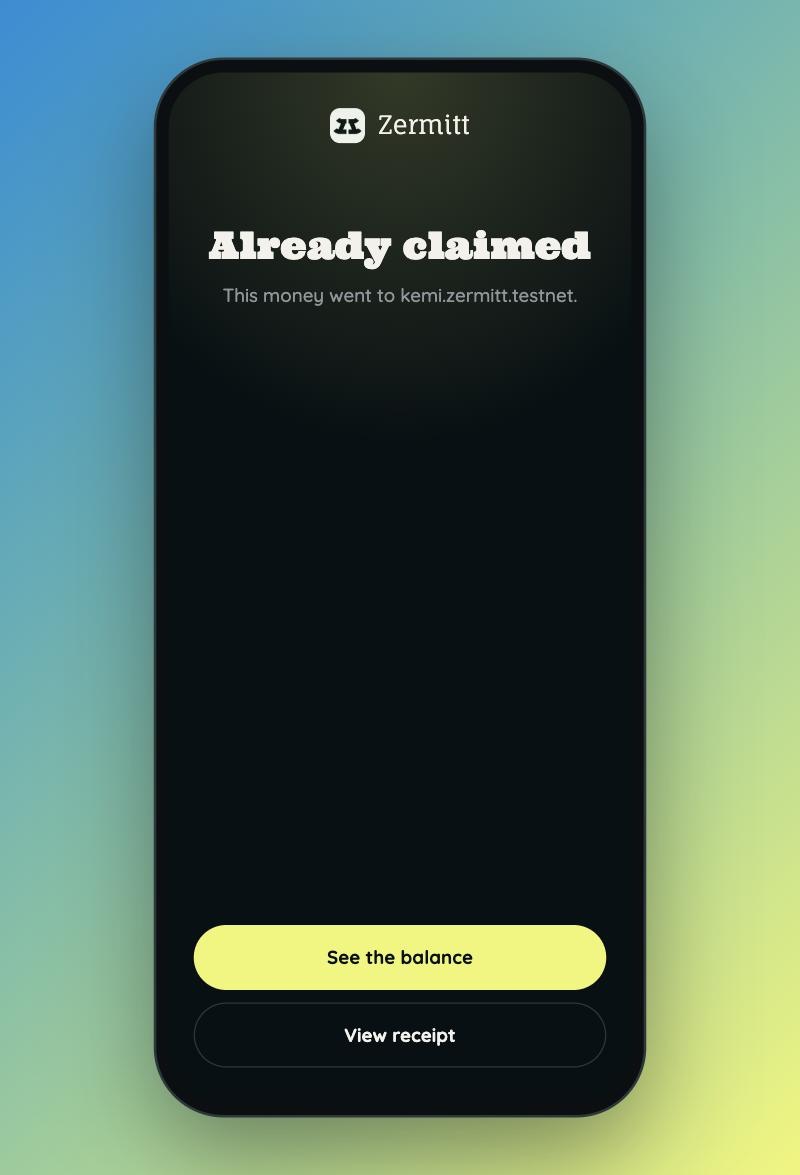 Zermitt
Already claimed
This money went to kemi.zermitt.testnet.
See the balance
View receipt